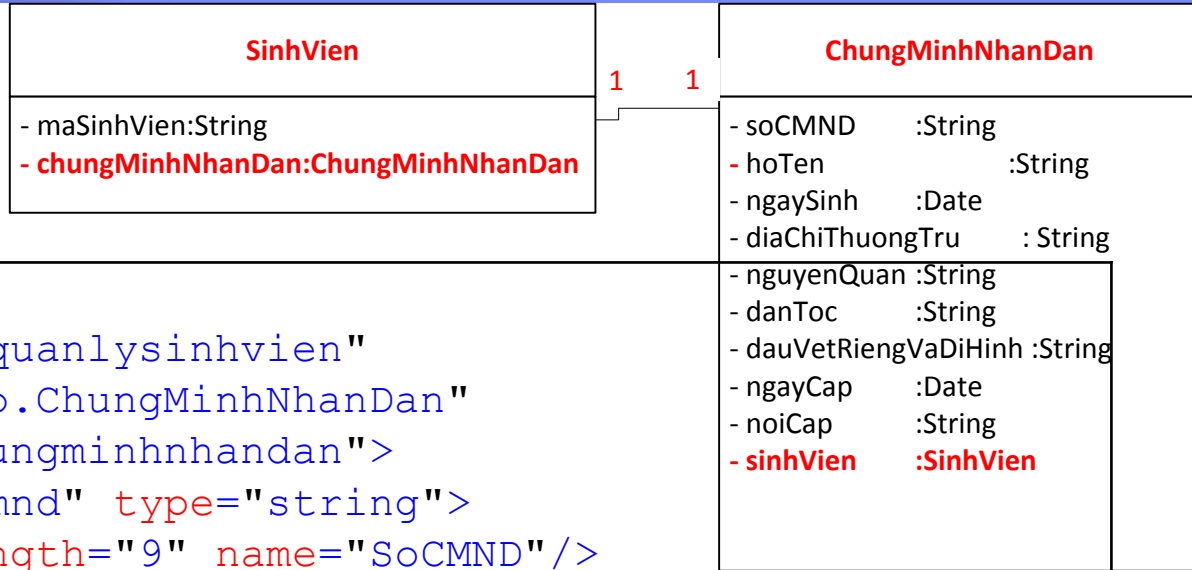 SinhVien
1 1
- maSinhVien:String
- chungMinhNhanDan:ChungMinhNhanDan
ChungMinhNhanDan
- soCMND :String
- hoTen :String
- ngaySinh :Date
- diaChiThuongTru : String
- nguyenQuan :String
- danToc :String
- dauVetRiengVaDiHinh :String
- ngayCap :Date
- noiCap :String
- sinhVien :SinhVien
quanlysinhvien"
o.ChungMinhNhanDan"
ungminhnhandan">
mnd" type="string">
ngth="9" name="SoCMND"/>